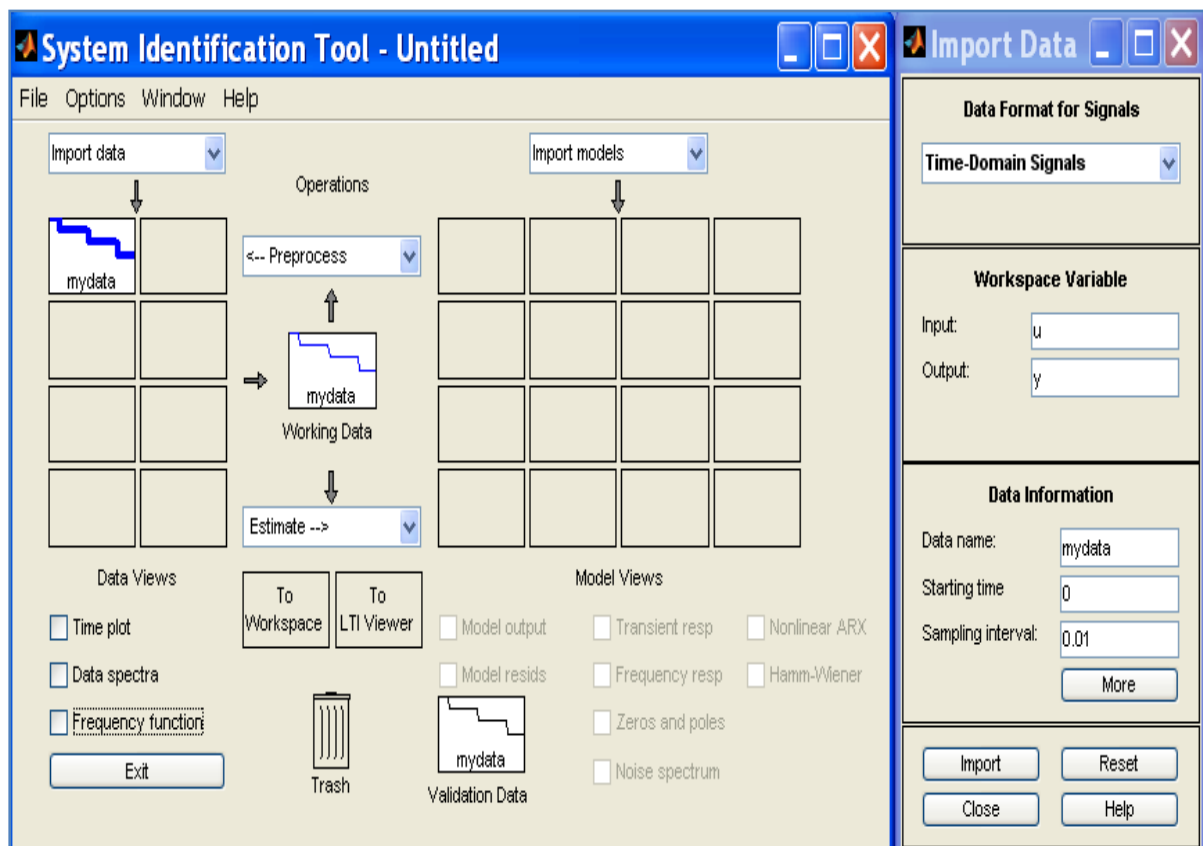 System Identification Tool - Untitled
File Options Window Help
Import data
Import models
Operations
<-- Preprocess
mydata
mydata
Working Data
Estimate -->
Data Views
Model Views
To
Workspace
To
LTI Viewer
Time plot
Data spectra
Frequency function
Exit
Trash
Model output
Transient resp
Nonlinear ARX
Model resids
Frequency resp
Hamm-Wiener
Zeros and poles
Noise spectrum
mydata
Validation Data
Import Data
Data Format for Signals
Time-Domain Signals
Workspace Variable
Input:
u
Output:
y
Data Information
Data name:
mydata
Starting time
0
Sampling interval:
0.01
More
Import
Reset
Close
Help